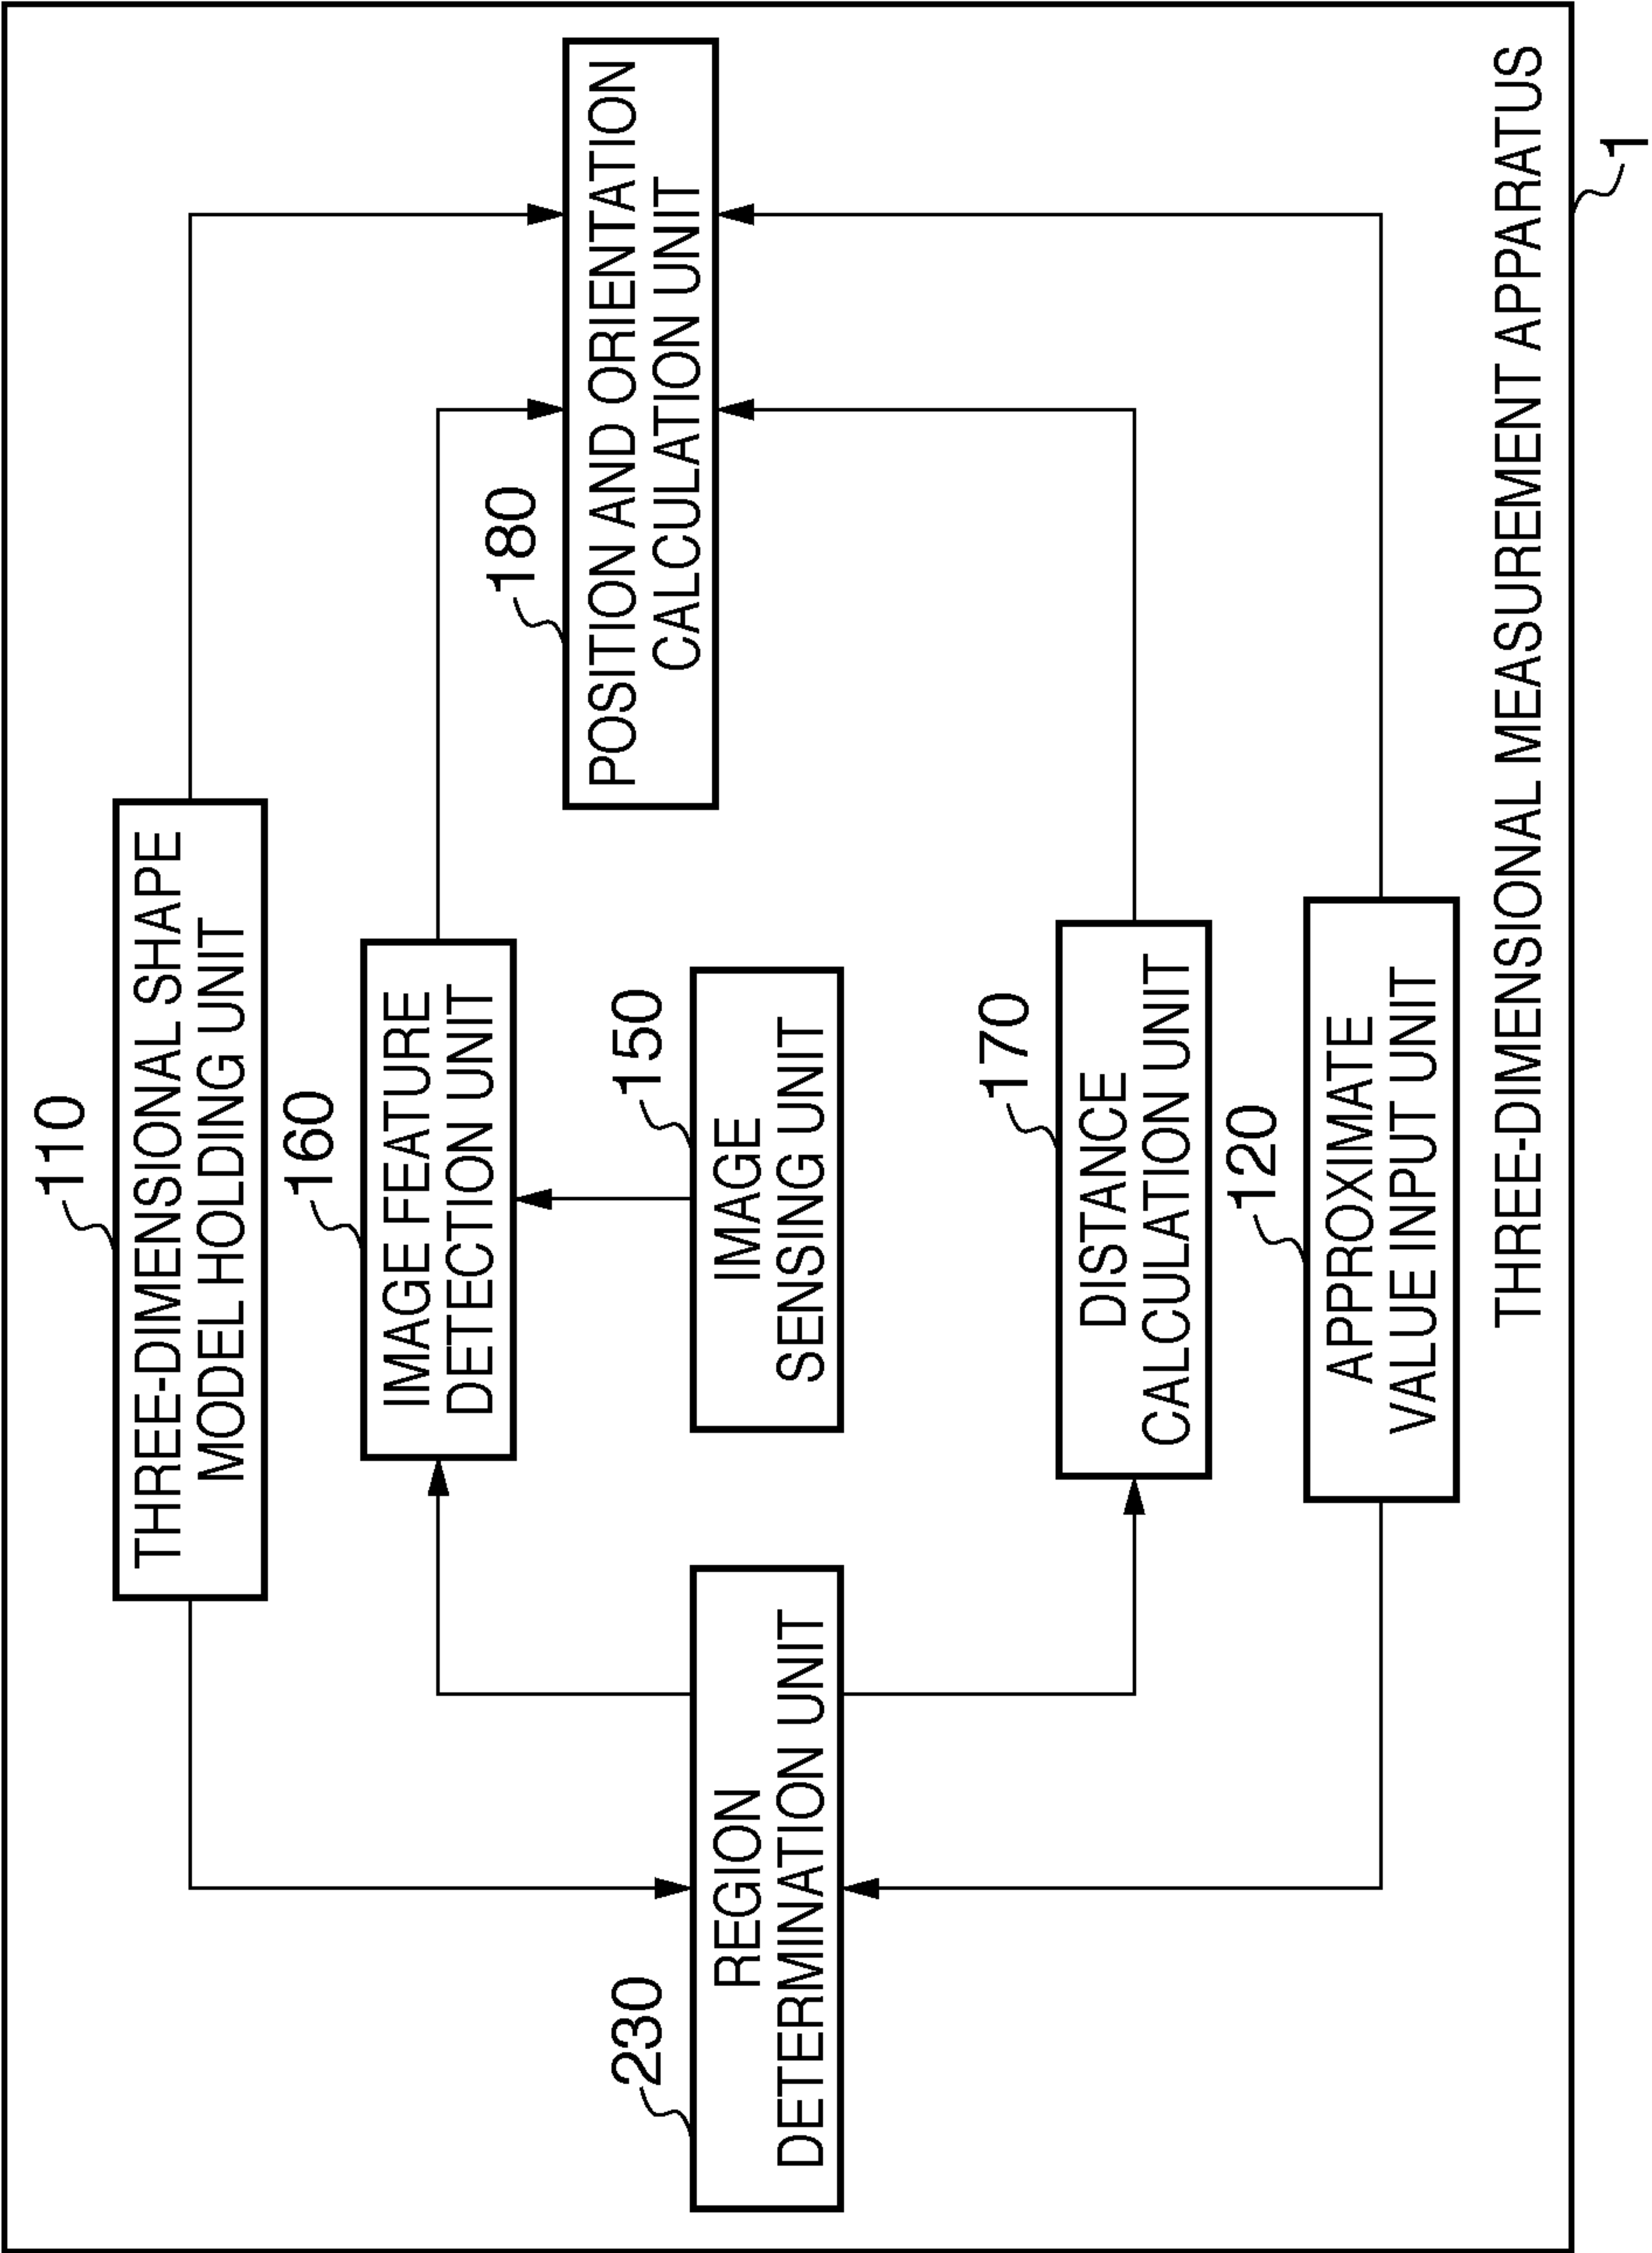 110
THREE-DIMENSIONAL SHAPE
MODEL HOLDING UNIT
160
IMAGE FEATURE
DETECTION UNIT
180
POSITION AND ORIENTATION
CALCULATION UNIT
230
REGION
DETERMINATION UNIT
150
IMAGE
SENSING UNIT
170
DISTANCE
CALCULATION UNIT
120
APPROXIMATE
VALUE INPUT UNIT
THREE-DIMENSIONAL MEASUREMENT APPARATUS
1